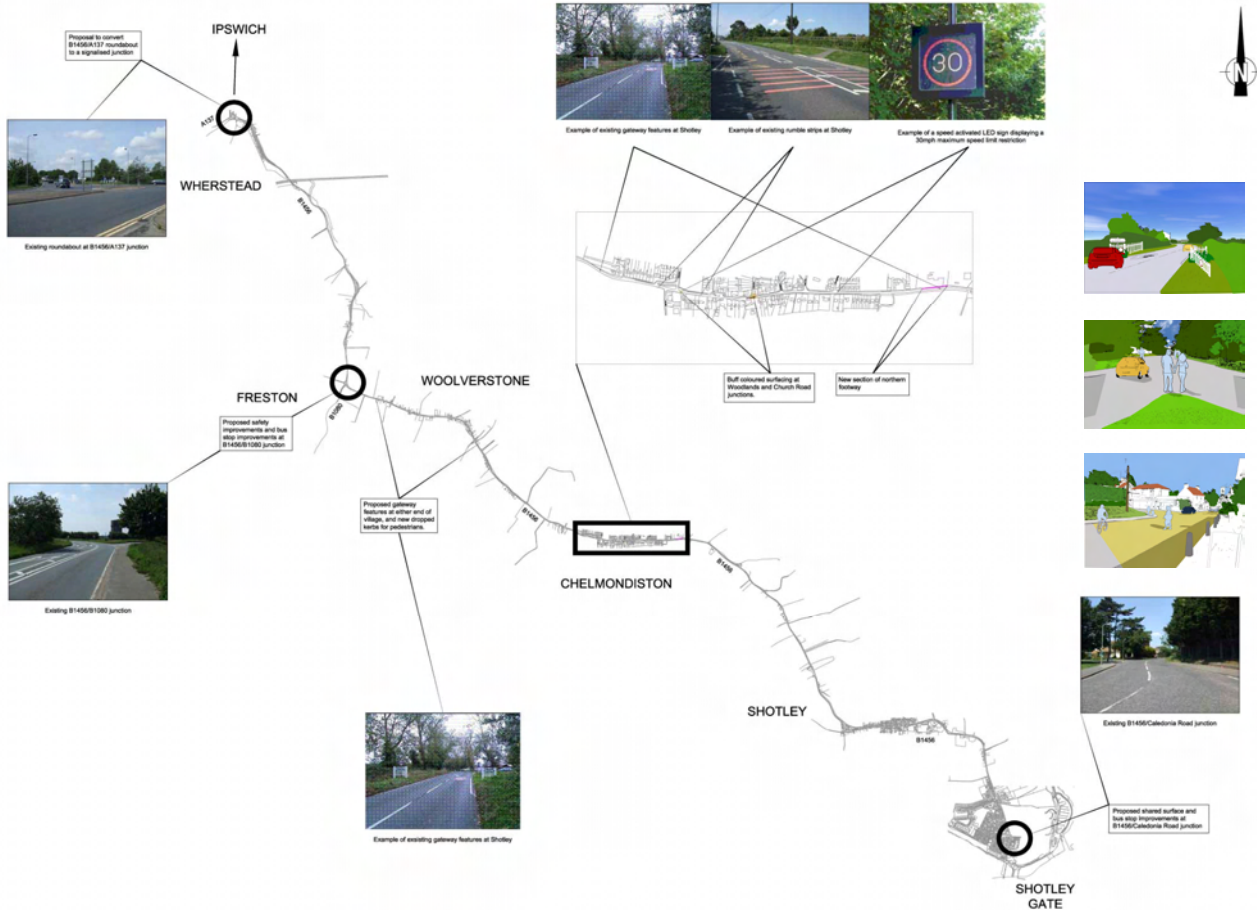 IPSWICH
Proposal to convert
B1456/A137 roundabout
to a signalised junction
A137
Existing roundabout at B1456/A137 junction
WHERSTEAD
B1456
Example of existing gateway features at Shotley
Example of existing rumble strips at Shotley
30
Example of a speed activated LED sign displaying a
30mph maximum speed limit restriction
N
Buff coloured surfacing at
Woodlands and Church Road
junctions.
New section of northern
footway
FRESTON
WOOLVERSTONE
B1080
Proposed safety
improvements and bus
stop improvements at
B1456/B1080 junction
Existing B1456/B1080 junction
Proposed gateway
features at either end of
village, and new dropped
kerbs for pedestrians.
B1456
CHELMONDISTON
B1456
Example of exsisting gateway features at Shotley
SHOTLEY
B1456
Existing B1456/Caledonia Road junction
Proposed shared surface and
bus stop improvements at
B1456/Caledonia Road junction
SHOTLEY
GATE